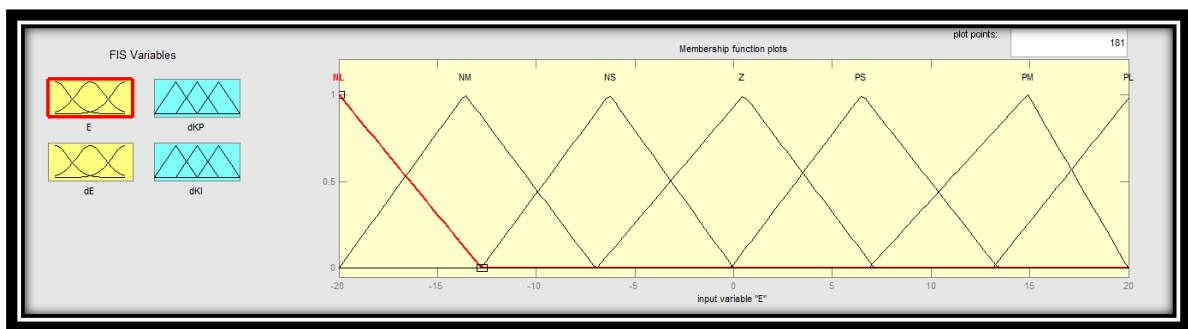 FIS Variables
E
dKP
dE
dKI
plot points:
181
Membership function plots
NL NM NS Z PS PM PL
1
0.5
0
-20 -15 -10 -5 0 5 10 15 20
input variable "E"